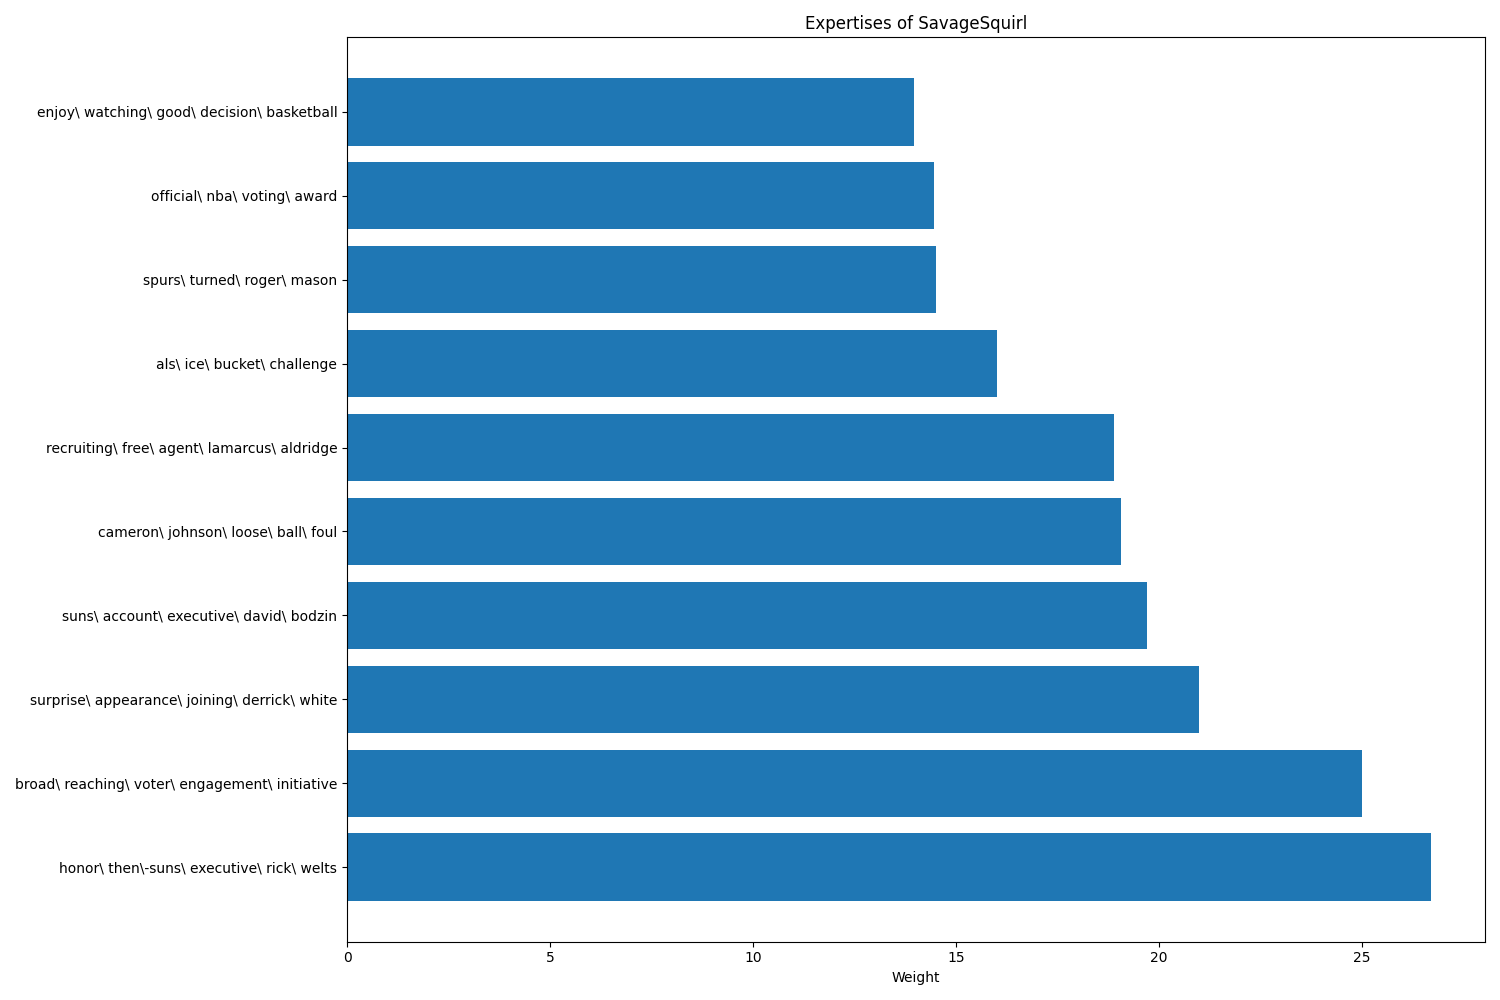 Expertises of SavageSquirl
enjoy\ watching\ good\ decision\ basketball
official\ nba\ voting\ award
spurs\ turned\ roger\ mason
als\ ice\ bucket\ challenge
recruiting\ free\ agent\ lamarcus\ aldridge
cameron\ johnson\ loose\ ball\ foul
suns\ account\ executive\ david\ bodzin
surprise\ appearance\ joining\ derrick\ white
broad\ reaching\ voter\ engagement\ initiative
honor\ then\-suns\ executive\ rick\ welts
0 5 10 15 20 25
Weight